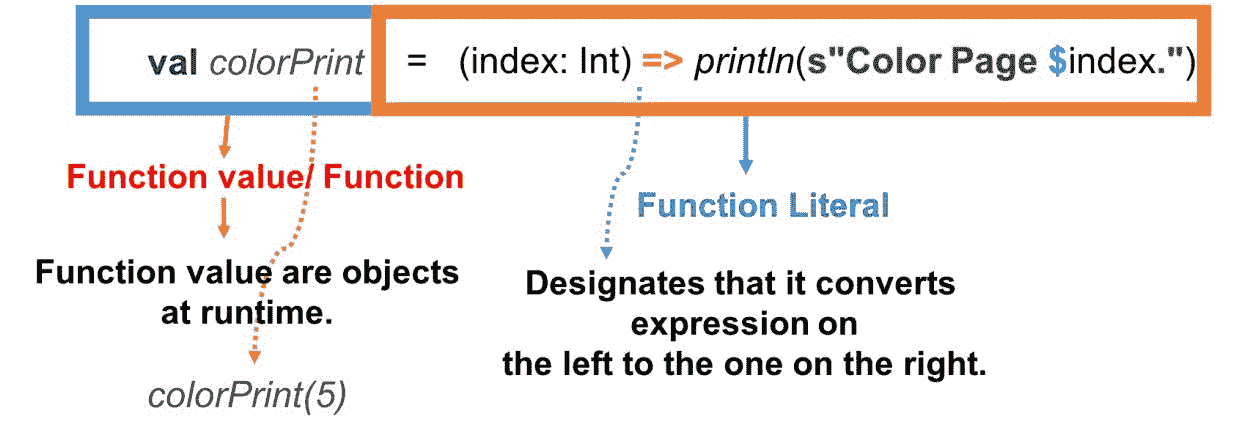 val colorPrint = (index: Int) => println(s"Color Page $index.")
Function value/ Function
Function Literal
Function value are objects
at runtime.
Designates that it converts
expression on
the left to the one on the right.
colorPrint(5)